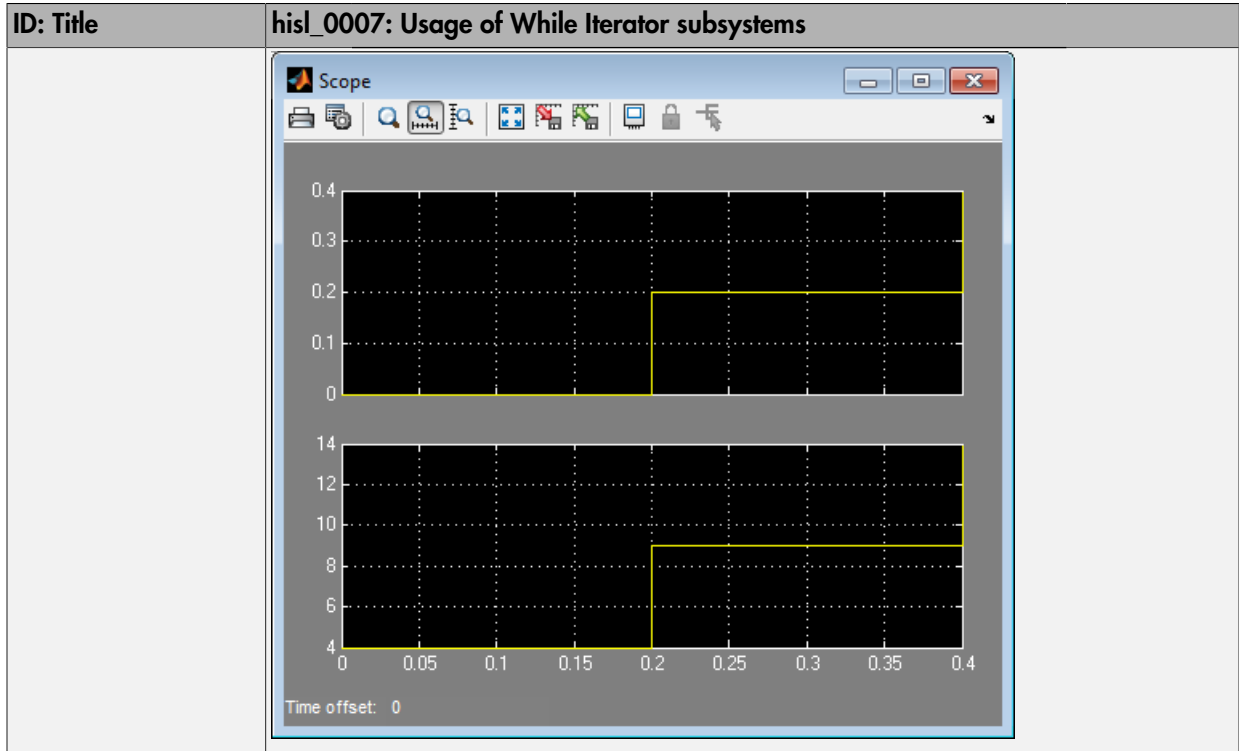 ID: Title hisl_0007: Usage of While Iterator subsystems
Scope
0.4
0.3
0.2
0.1
0
14
12
10
8
6
4
0 0.05 0.1 0.15 0.2 0.25 0.3 0.35 0.4
Time offset: 0